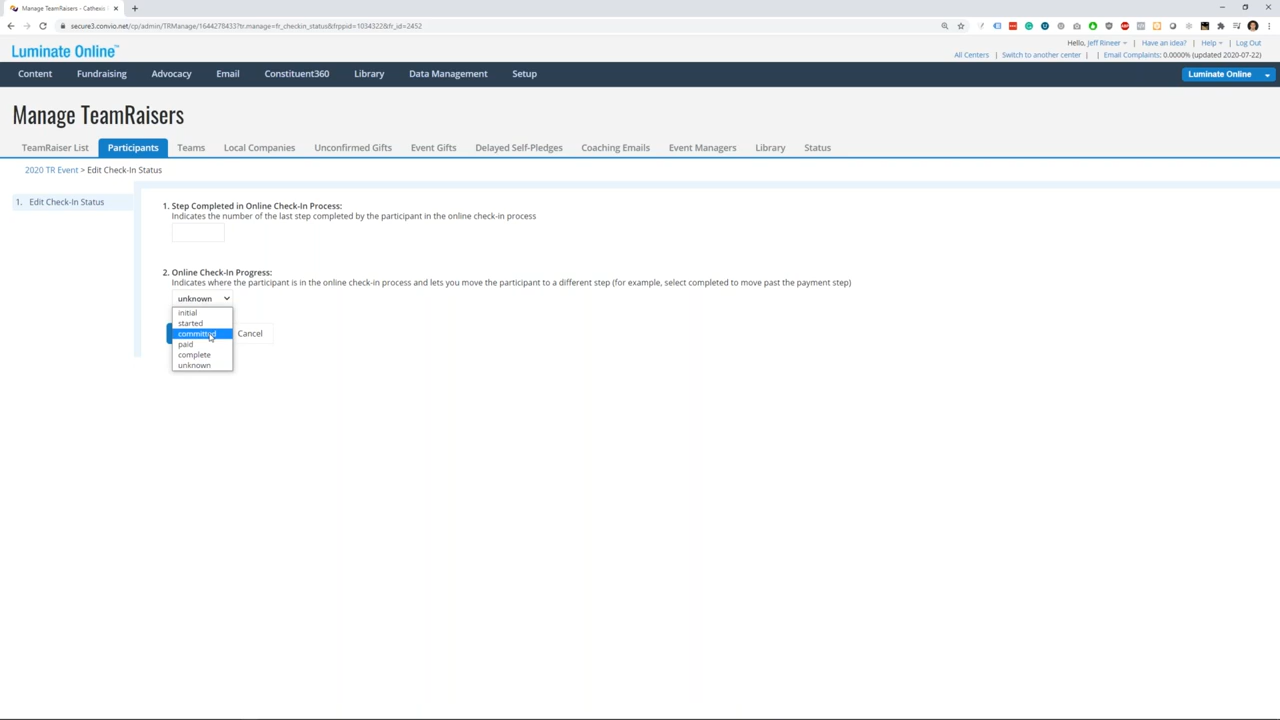 Manage TeamRaisers - Cathexis
secure3.convio.net/cp/admin/TRManage/1644278433?tr.manage=fr_checkin_status&frppid=1034322&fr_id=2452
Luminate Online™
Hello, Jeff Rineer | Have an idea? | Help | Log Out
All Centers | Switch to another center | Email Complaints: 0.0000% (updated 2020-07-22)
Content Fundraising Advocacy Email Constituent360 Library Data Management Setup Luminate Online
Manage TeamRaisers
TeamRaiser List Participants Teams Local Companies Unconfirmed Gifts Event Gifts Delayed Self-Pledges Coaching Emails Event Managers Library Status
2020 TR Event > Edit Check-In Status
1. Edit Check-In Status
1. Step Completed in Online Check-In Process:
Indicates the number of the last step completed by the participant in the online check-in process
2. Online Check-In Progress:
Indicates where the participant is in the online check-in process and lets you move the participant to a different step (for example, select completed to move past the payment step)
unknown
initial
started
committed
Cancel
paid
complete
unknown